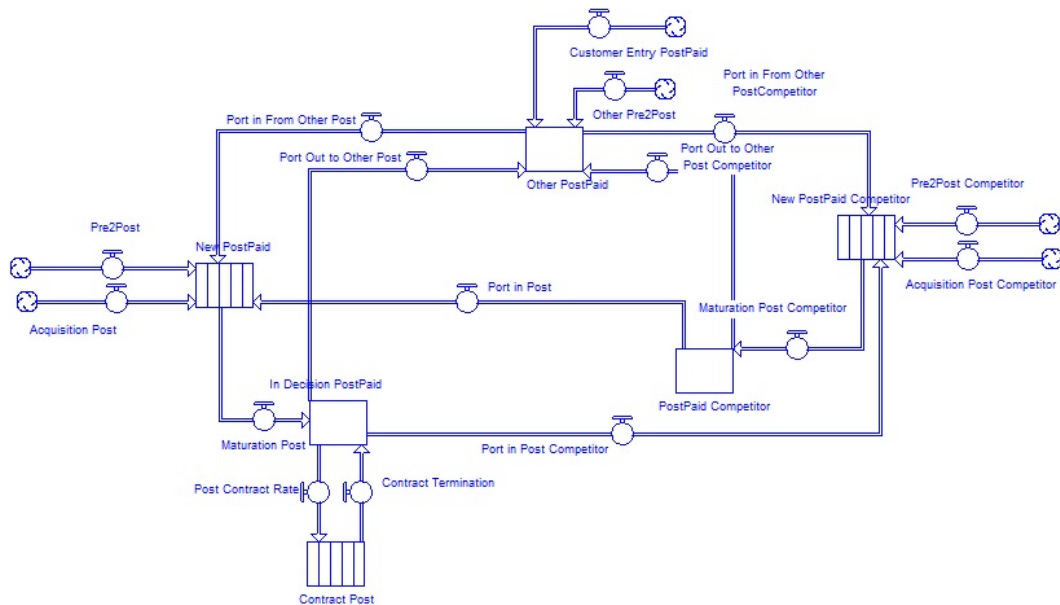 Customer Entry PostPaid
Port in From Other
PostCompetitor
Other Pre2Post
Port in From Other Post
Port Out to Other Post
Port Out to Other
Post Competitor
Other PostPaid
Pre2Post Competitor
New PostPaid Competitor
Pre2Post
New PostPaid
Acquisition Post Competitor
Port in Post
Maturation Post Competitor
Acquisition Post
In Decision PostPaid
PostPaid Competitor
Maturation Post
Port in Post Competitor
Post Contract Rate
Contract Termination
Contract Post